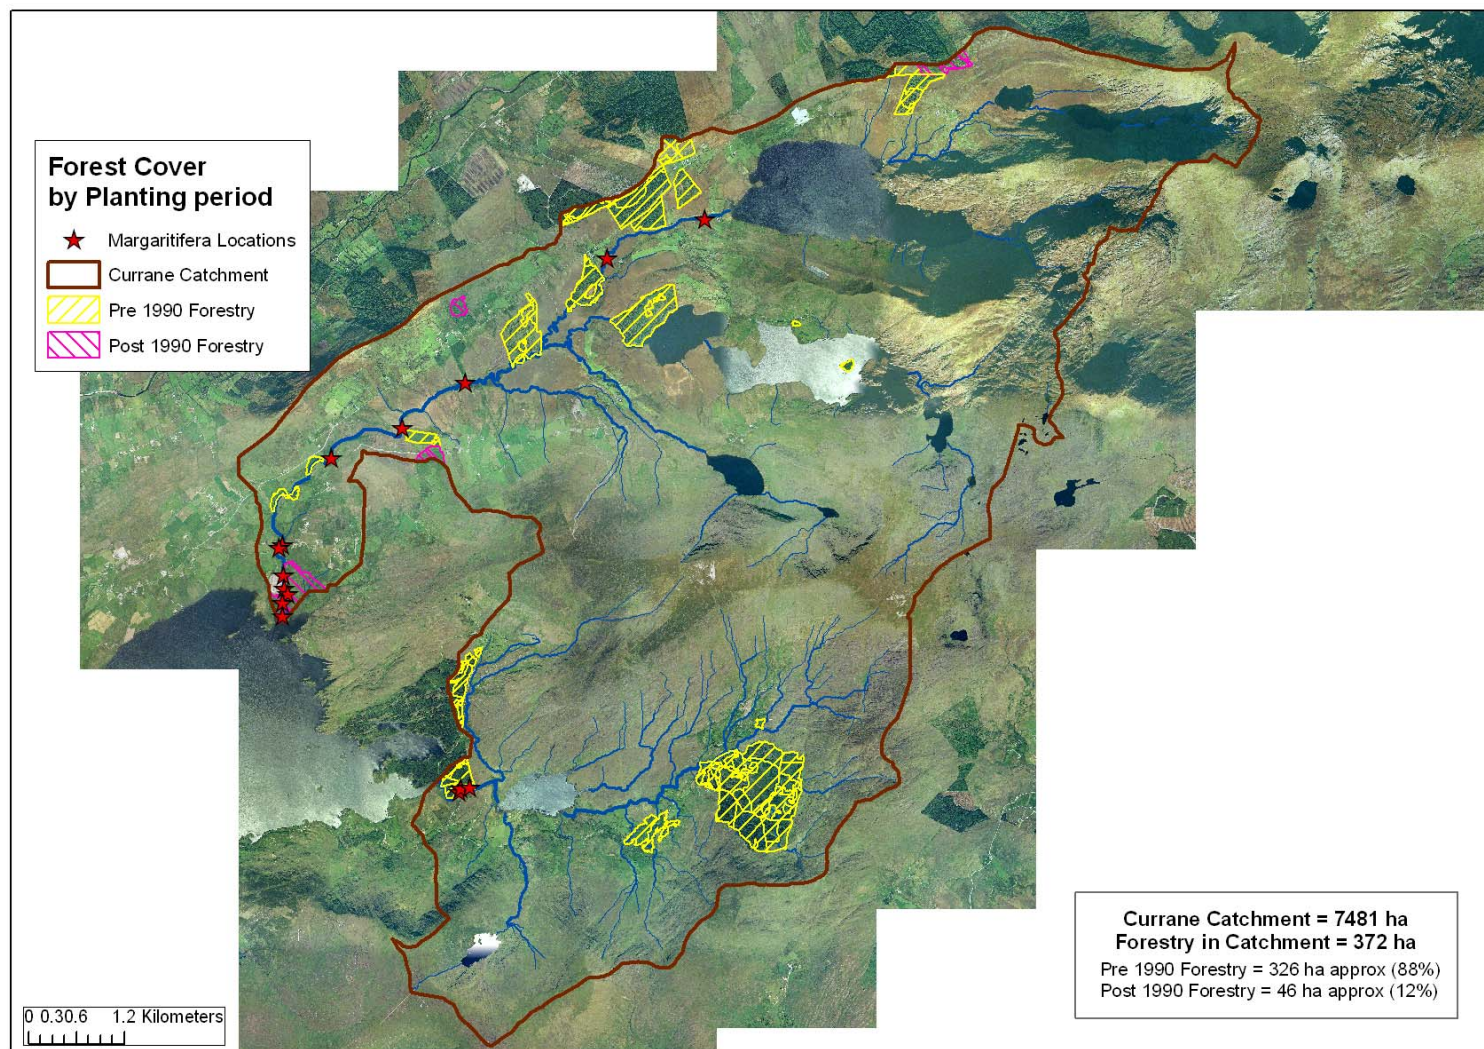 Forest Cover
by Planting period
Margaritifera Locations
Currane Catchment
Pre 1990 Forestry
Post 1990 Forestry
Currane Catchment = 7481 ha
Forestry in Catchment = 372 ha
Pre 1990 Forestry = 326 ha approx (88%)
Post 1990 Forestry = 46 ha approx (12%)
0 0.30.6 1.2 Kilometers